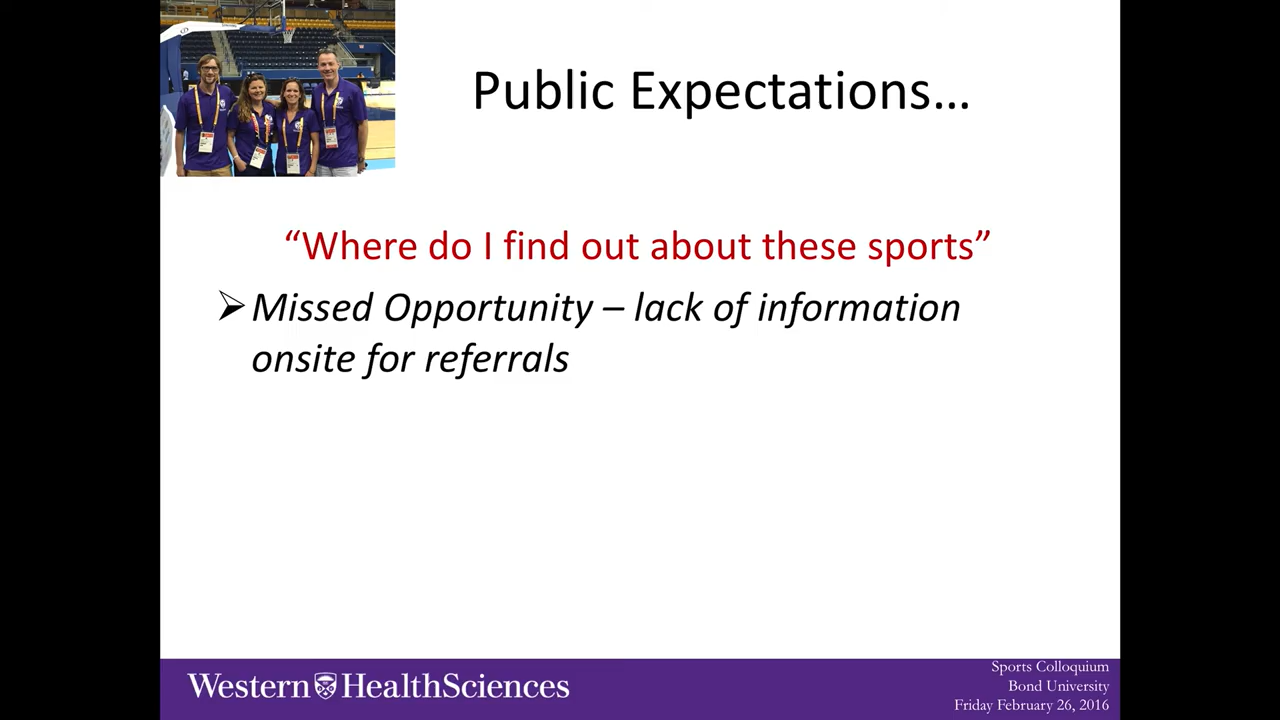 Public Expectations...
“Where do I find out about these sports”
Missed Opportunity – lack of information
onsite for referrals
Western HealthSciences
Sports Colloquium
Bond University
Friday February 26, 2016